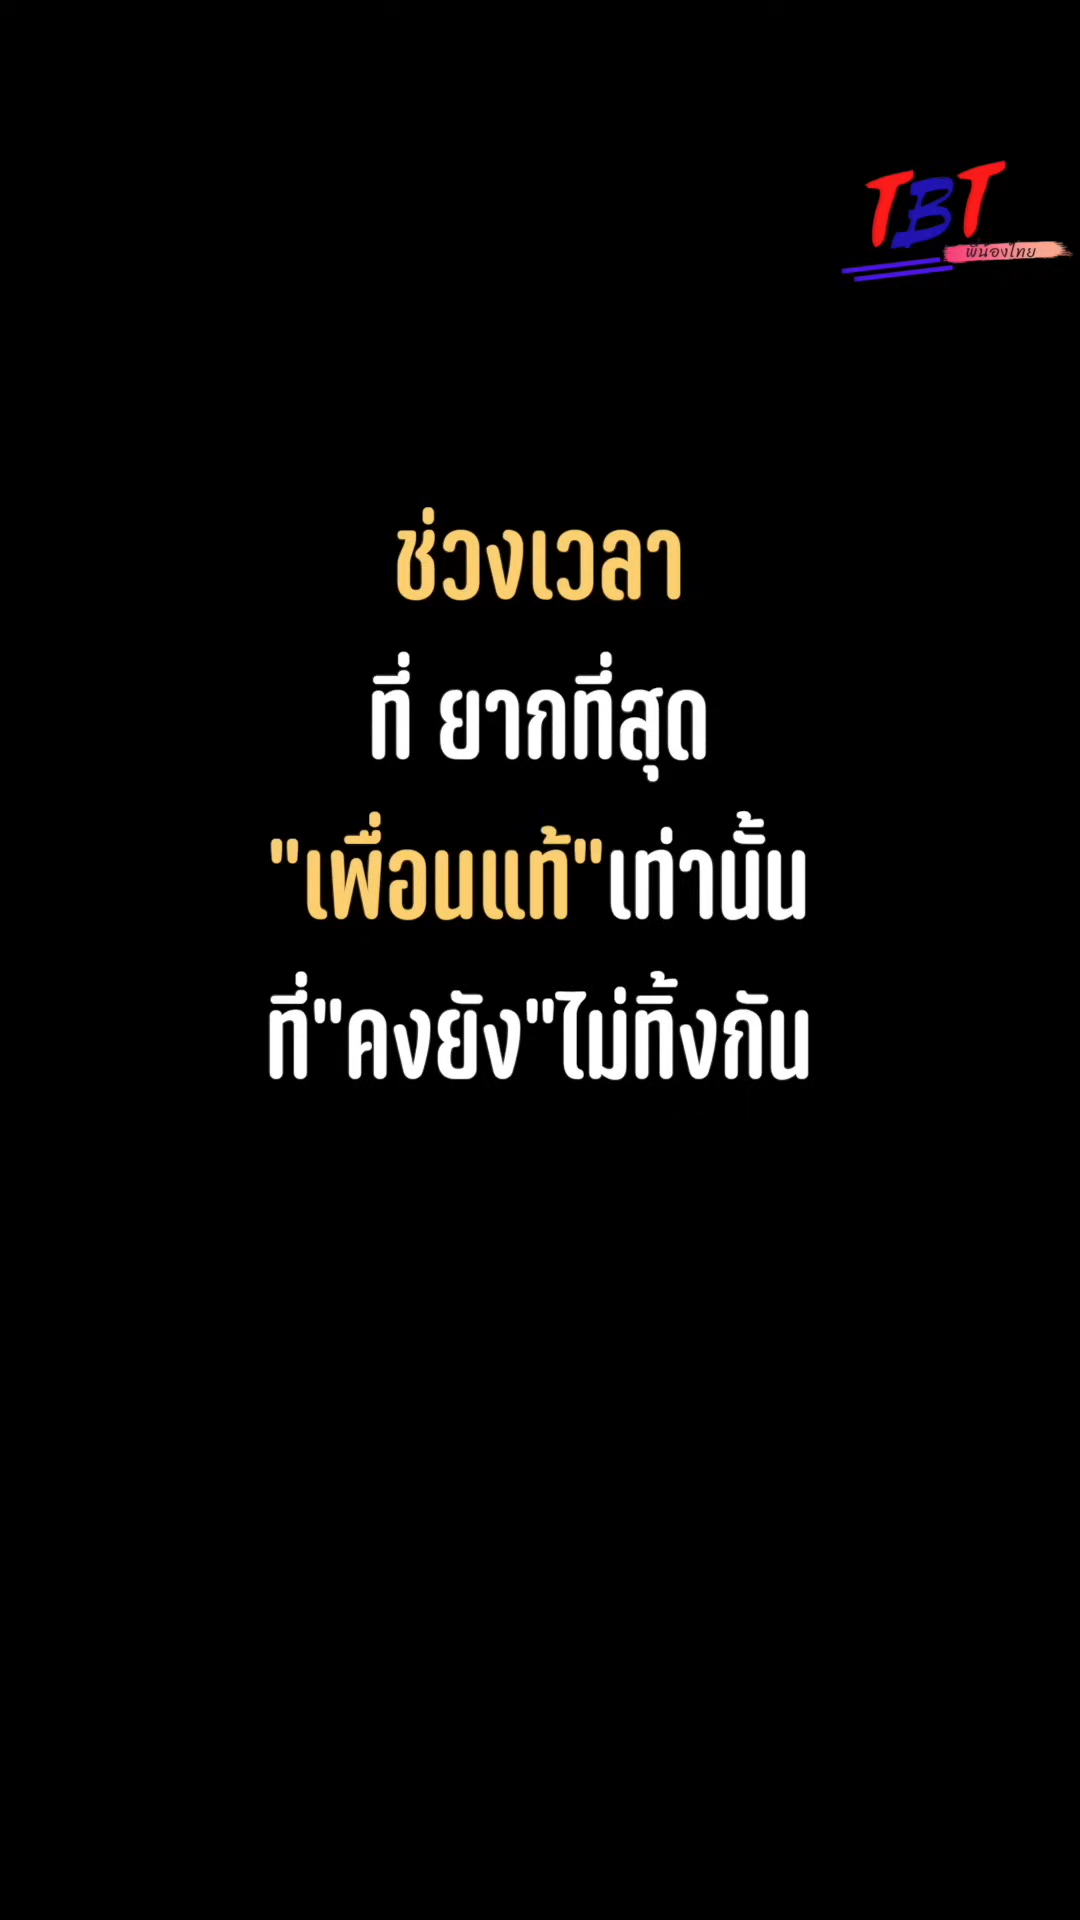 TBT
พี่น้องไทย
ช่วงเวลา
ที่ ยากที่สุด
"เพื่อนแท้"เท่านั้น
ที่"คงยัง"ไม่ทิ้งกัน